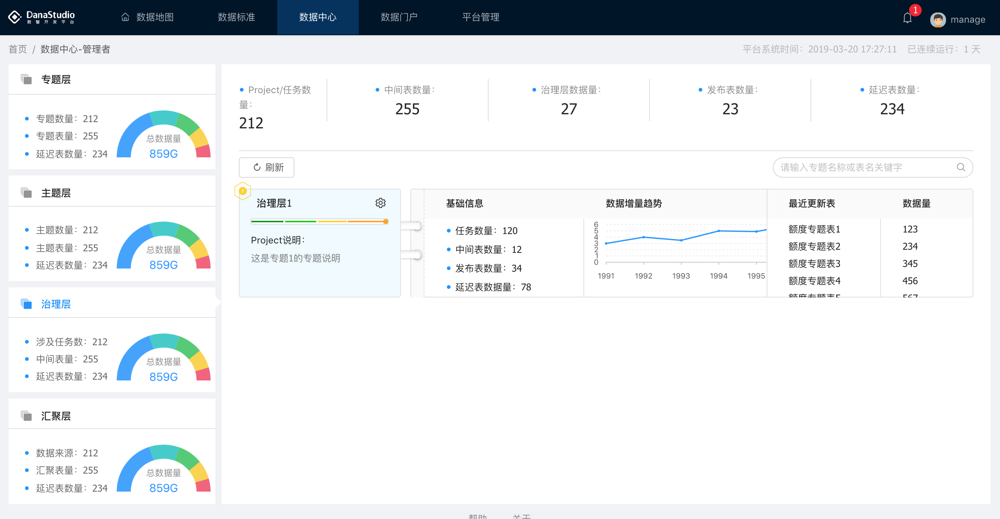 DanaStudio
数智开发平台
数据地图
数据标准
数据中心
数据门户
平台管理
1
manage
首页 / 数据中心-管理者
平台系统时间：2019-03-20 17:27:11 已连续运行：1 天
专题层
专题数量：212
专题表量：255
延迟表数量：234
总数据量
859G
主题层
主题数量：212
主题表量：255
延迟表数量：234
总数据量
859G
治理层
涉及任务数：212
中间表量：255
延迟表数量：234
总数据量
859G
汇聚层
数据来源：212
汇聚表量：255
延迟表数量：234
总数据量
859G
Project/任务数
量：
212
中间表数量：
255
治理层数据量：
27
发布表数量：
23
延迟表数量：
234
刷新
请输入专题名称或表名关键字
治理层1
Project说明：
这是专题1的专题说明
基础信息
任务数量：120
中间表数量：12
发布表数量：34
延迟表数据量：78
数据增量趋势
6
5
4
3
2
1
0
1991 1992 1993 1994 1995
最近更新表 数据量
额度专题表1 123
额度专题表2 234
额度专题表3 345
额度专题表4 456
额度专题表5 567
帮助 关于